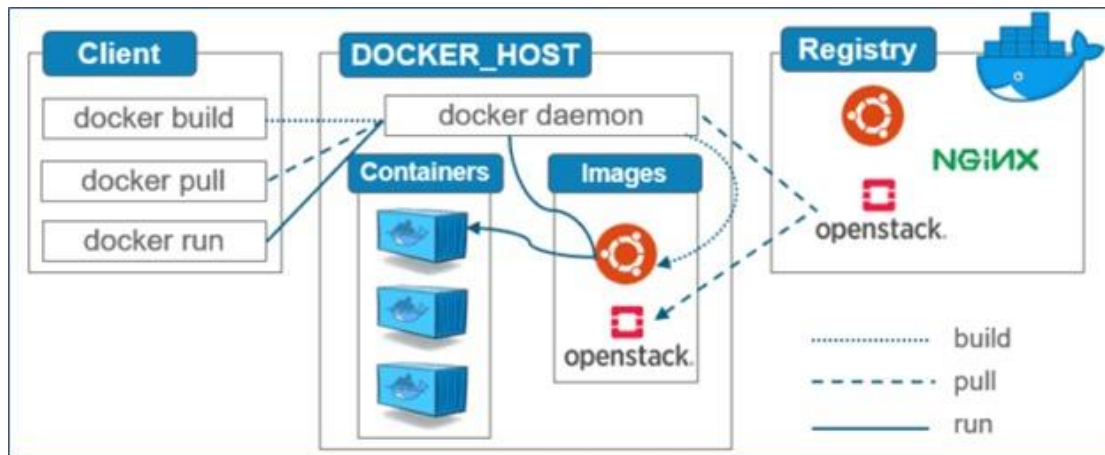 Client
docker build
docker pull
docker run
DOCKER_HOST
docker daemon
Containers
Images
openstack.
Registry
NGINX
openstack.
build
pull
run